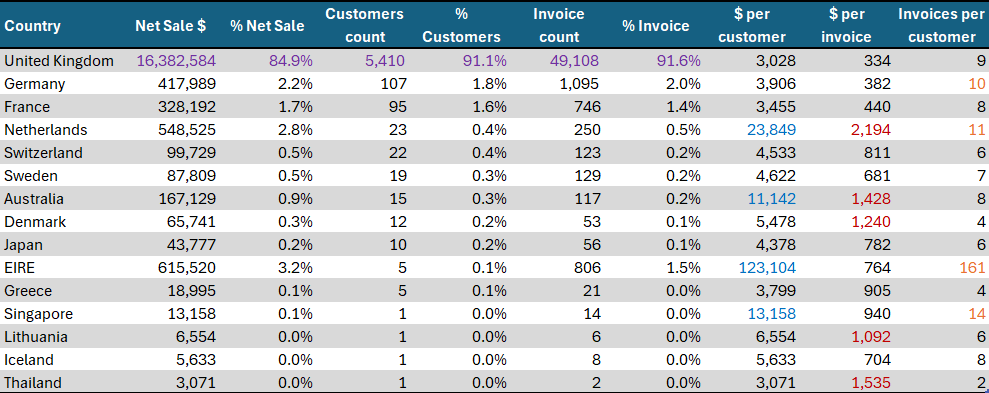 Country Net Sale $ % Net Sale Customers count % Customers Invoice count % Invoice $ per customer $ per invoice Invoices per customer
United Kingdom 16,382,584 84.9% 5,410 91.1% 49,108 91.6% 3,028 334 9
Germany 417,989 2.2% 107 1.8% 1,095 2.0% 3,906 382 10
France 328,192 1.7% 95 1.6% 746 1.4% 3,455 440 8
Netherlands 548,525 2.8% 23 0.4% 250 0.5% 23,849 2,194 11
Switzerland 99,729 0.5% 22 0.4% 123 0.2% 4,533 811 6
Sweden 87,809 0.5% 19 0.3% 129 0.2% 4,622 681 7
Australia 167,129 0.9% 15 0.3% 117 0.2% 11,142 1,428 8
Denmark 65,741 0.3% 12 0.2% 53 0.1% 5,478 1,240 4
Japan 43,777 0.2% 10 0.2% 56 0.1% 4,378 782 6
EIRE 615,520 3.2% 5 0.1% 806 1.5% 123,104 764 161
Greece 18,995 0.1% 5 0.1% 21 0.0% 3,799 905 4
Singapore 13,158 0.1% 1 0.0% 14 0.0% 13,158 940 14
Lithuania 6,554 0.0% 1 0.0% 6 0.0% 6,554 1,092 6
Iceland 5,633 0.0% 1 0.0% 8 0.0% 5,633 704 8
Thailand 3,071 0.0% 1 0.0% 2 0.0% 3,071 1,535 2